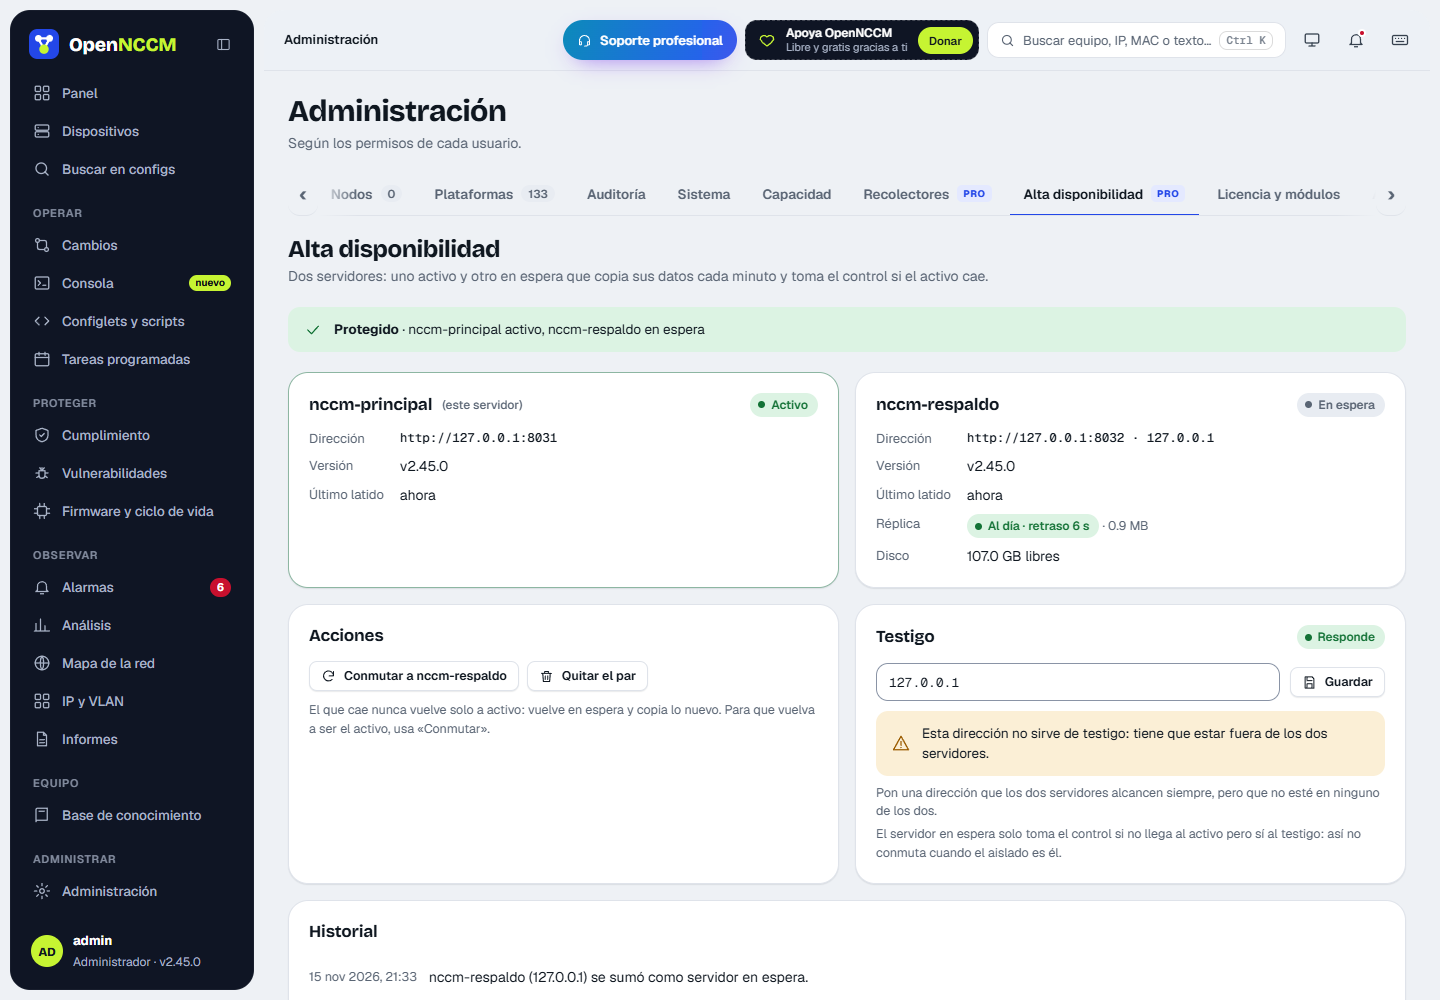 OpenNCCM
Panel
Dispositivos
Buscar en configs
OPERAR
Cambios
Consola nuevo
Configlets y scripts
Tareas programadas
PROTEGER
Cumplimiento
Vulnerabilidades
Firmware y ciclo de vida
OBSERVAR
Alarmas 6
Análisis
Mapa de la red
IP y VLAN
Informes
EQUIPO
Base de conocimiento
ADMINISTRAR
Administración
AD admin
Administrador · v2.45.0
Administración
Soporte profesional
Apoya OpenNCCM
Libre y gratis gracias a ti
Donar
Buscar equipo, IP, MAC o texto… Ctrl K
Administración
Según los permisos de cada usuario.
‹ Nodos 0 Plataformas 133 Auditoría Sistema Capacidad Recolectores PRO Alta disponibilidad PRO Licencia y módulos ›
Alta disponibilidad
Dos servidores: uno activo y otro en espera que copia sus datos cada minuto y toma el control si el activo cae.
Protegido · nccm-principal activo, nccm-respaldo en espera
nccm-principal (este servidor) Activo
Dirección http://127.0.0.1:8031
Versión v2.45.0
Último latido ahora
nccm-respaldo En espera
Dirección http://127.0.0.1:8032 · 127.0.0.1
Versión v2.45.0
Último latido ahora
Réplica Al día · retraso 6 s · 0.9 MB
Disco 107.0 GB libres
Acciones
Conmutar a nccm-respaldo Quitar el par
El que cae nunca vuelve solo a activo: vuelve en espera y copia lo nuevo. Para que vuelva
a ser el activo, usa «Conmutar».
Testigo Responde
127.0.0.1 Guardar
Esta dirección no sirve de testigo: tiene que estar fuera de los dos
servidores.
Pon una dirección que los dos servidores alcancen siempre, pero que no esté en ninguno
de los dos.
El servidor en espera solo toma el control si no llega al activo pero sí al testigo: así no
conmuta cuando el aislado es él.
Historial
15 nov 2026, 21:33 nccm-respaldo (127.0.0.1) se sumó como servidor en espera.